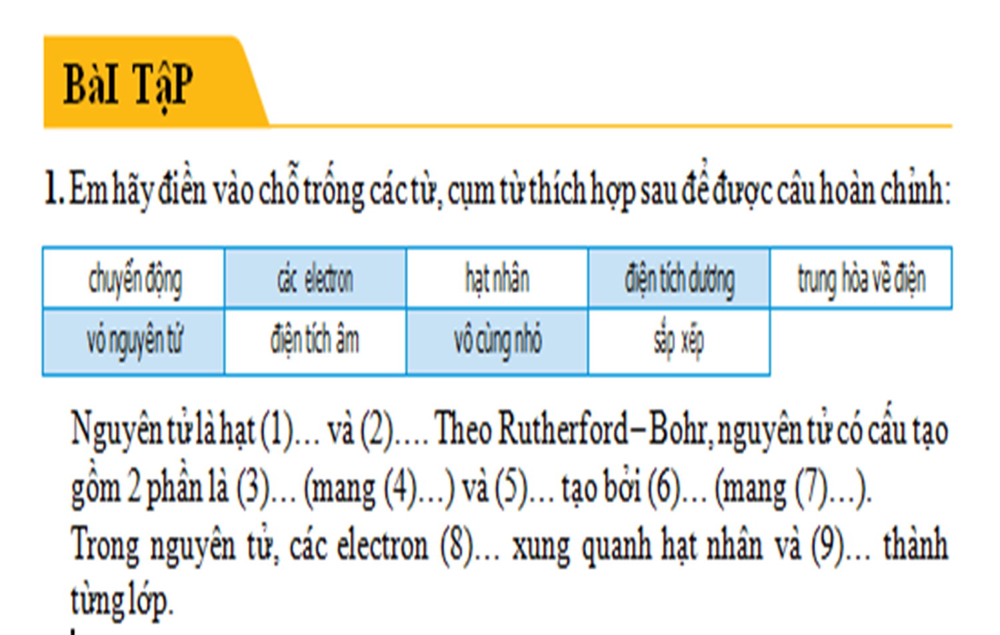 BàI TậP
1. Em hãy điền vào chỗ trống các từ, cụm từ thích hợp sau để được câu hoàn chỉnh:
chuyển động các electron hạt nhân điện tích dương trung hòa về điện
vỏ nguyên tử điện tích âm vô cùng nhỏ sắp xếp
Nguyên tử là hạt (1)... và (2).... Theo Rutherford–Bohr, nguyên tử có cấu tạo
gồm 2 phần là (3)... (mang (4)...) và (5)... tạo bởi (6)... (mang (7)...).
Trong nguyên tử, các electron (8)... xung quanh hạt nhân và (9)... thành
từng lớp.